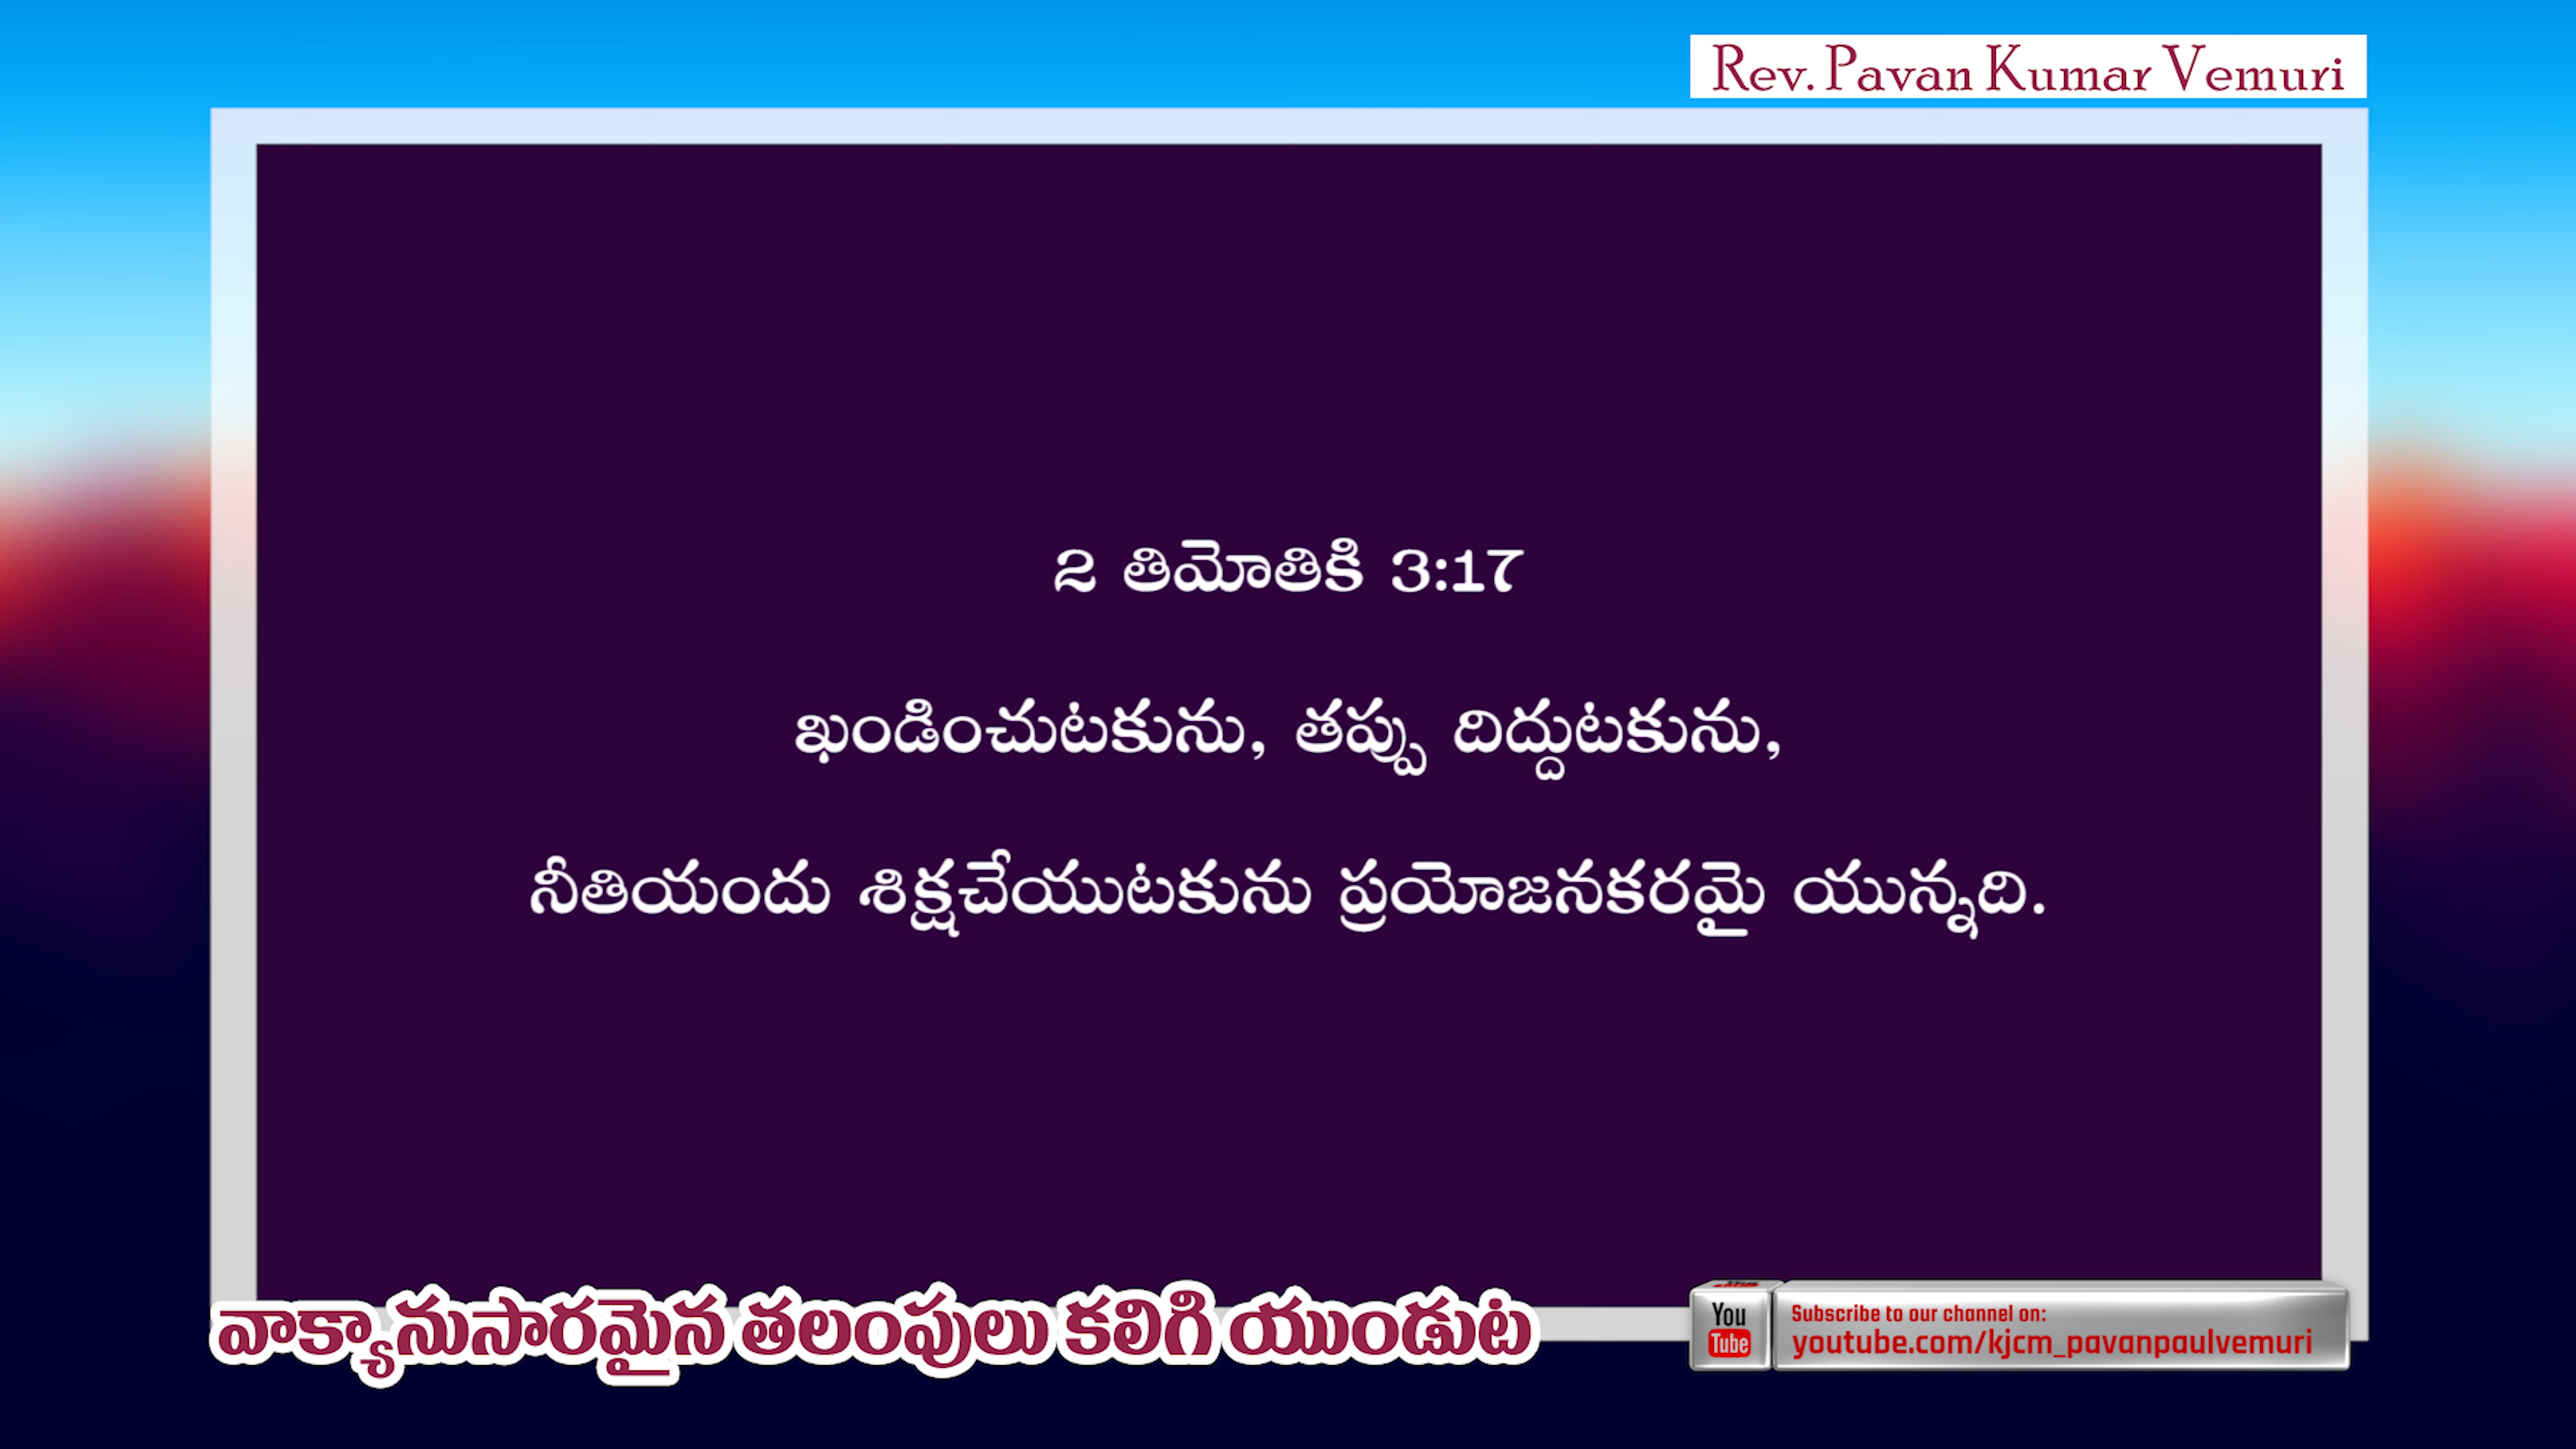 Rev. Pavan Kumar Vemuri
2 తిమోతికి 3:17
ఖండించుటకును, తప్పు దిద్దుటకును,
నీతియందు శిక్షచేయుటకును ప్రయోజనకరమై యున్నది.
వాక్యానుసారమైన తలంపులు కలిగి యుండుట
You
Tube
Subscribe to our channel on:
youtube.com/kjcm_pavanpaulvemuri